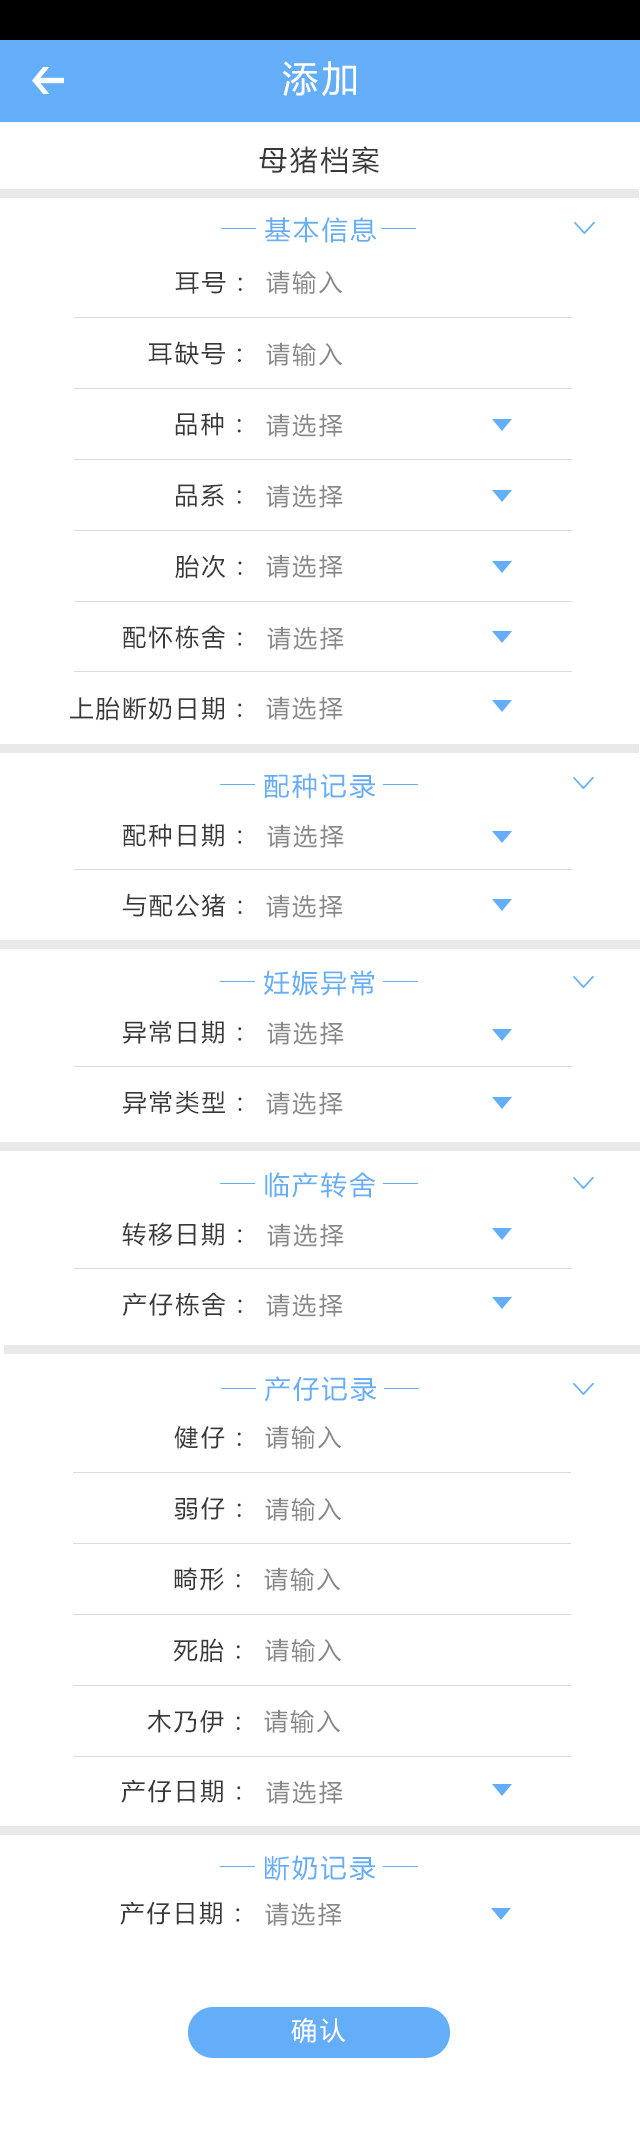 添加
母猪档案
基本信息
耳号： 请输入
耳缺号： 请输入
品种： 请选择
品系： 请选择
胎次： 请选择
配怀栋舍： 请选择
上胎断奶日期： 请选择
配种记录
配种日期： 请选择
与配公猪： 请选择
妊娠异常
异常日期： 请选择
异常类型： 请选择
临产转舍
转移日期： 请选择
产仔栋舍： 请选择
产仔记录
健仔： 请输入
弱仔： 请输入
畸形： 请输入
死胎： 请输入
木乃伊： 请输入
产仔日期： 请选择
断奶记录
产仔日期： 请选择
确认